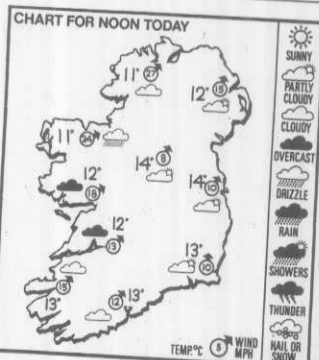 CHART FOR NOON TODAY
11° 27
12° 15
11° 24
12° 18
14° 8
14° 10
12° 3
15 13°
12 13°
13° 10
TEMP.°C 5 WIND MPH
SUNNY
PARTLY CLOUDY
CLOUDY
OVERCAST
DRIZZLE
RAIN
SHOWERS
THUNDER
HAIL OR SNOW